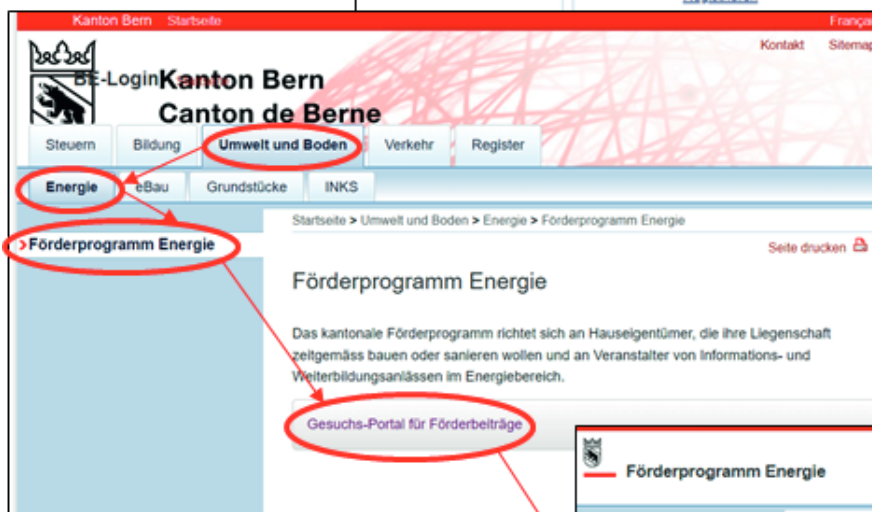 Kanton Bern Startseite
Kontakt Sitemap
BE-Login
Kanton Bern
Canton de Berne
Steuern Bildung Umwelt und Boden Verkehr Register
Energie eBau Grundstücke INKS
Startseite > Umwelt und Boden > Energie > Förderprogramm Energie
Förderprogramm Energie
Seite drucken
Förderprogramm Energie
Das kantonale Förderprogramm richtet sich an Hauseigentümer, die ihre Liegenschaft
zeitgemäss bauen oder sanieren wollen und an Veranstalter von Informations- und
Weiterbildungsanlässen im Energiebereich.
Gesuchs-Portal für Förderbeiträge
Förderprogramm Energie